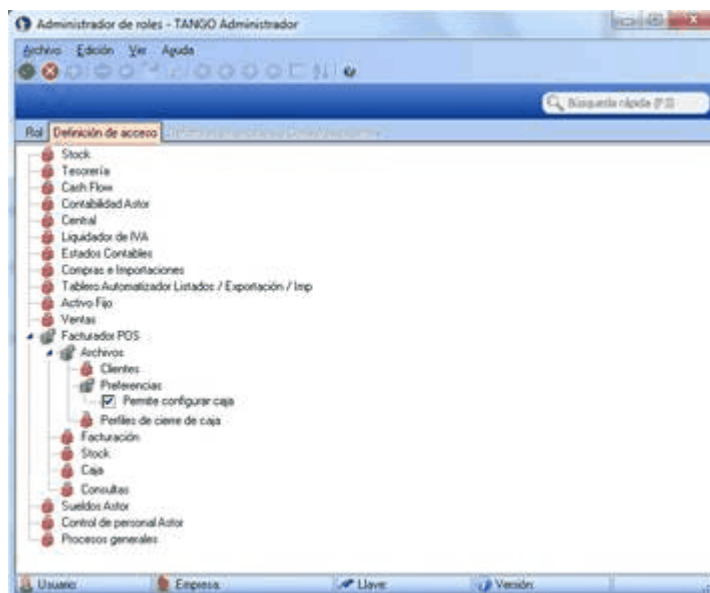 Administrador de roles - TANGO Administrador
Archivo Edición Ver Ayuda
Búsqueda rápida (F3)
Rol Definición de acceso
Stock
Tesorería
Cash Flow
Contabilidad Astor
Central
Liquidador de IVA
Estados Contables
Compras e Importaciones
Tablero Automatizador Listados / Exportación / Imp
Activo Fijo
Ventas
Facturador POS
Archivos
Clientes
Preferencias
Permite configurar caja
Perfiles de cierre de caja
Facturación
Stock
Caja
Consultas
Sueldos Astor
Control de personal Astor
Procesos generales
Usuario: Empresa: Llave: Versión: